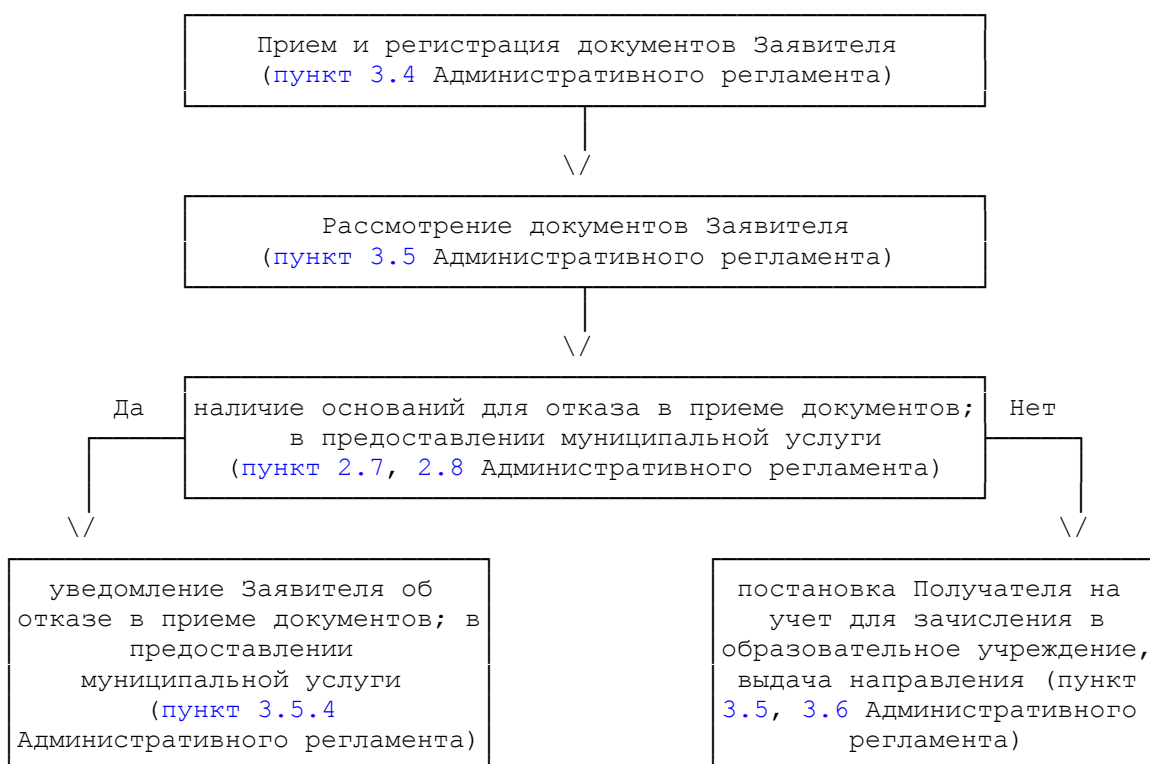 Прием и регистрация документов Заявителя
(пункт 3.4 Административного регламента)
Рассмотрение документов Заявителя
(пункт 3.5 Административного регламента)
Да
наличие оснований для отказа в приеме документов;
Нет
в предоставлении муниципальной услуги
(пункт 2.7, 2.8 Административного регламента)
уведомление Заявителя об
отказе в приеме документов; в
предоставлении
муниципальной услуги
(пункт 3.5.4
Административного регламента)
постановка Получателя на
учет для зачисления в
образовательное учреждение,
выдача направления (пункт
3.5, 3.6 Административного
регламента)